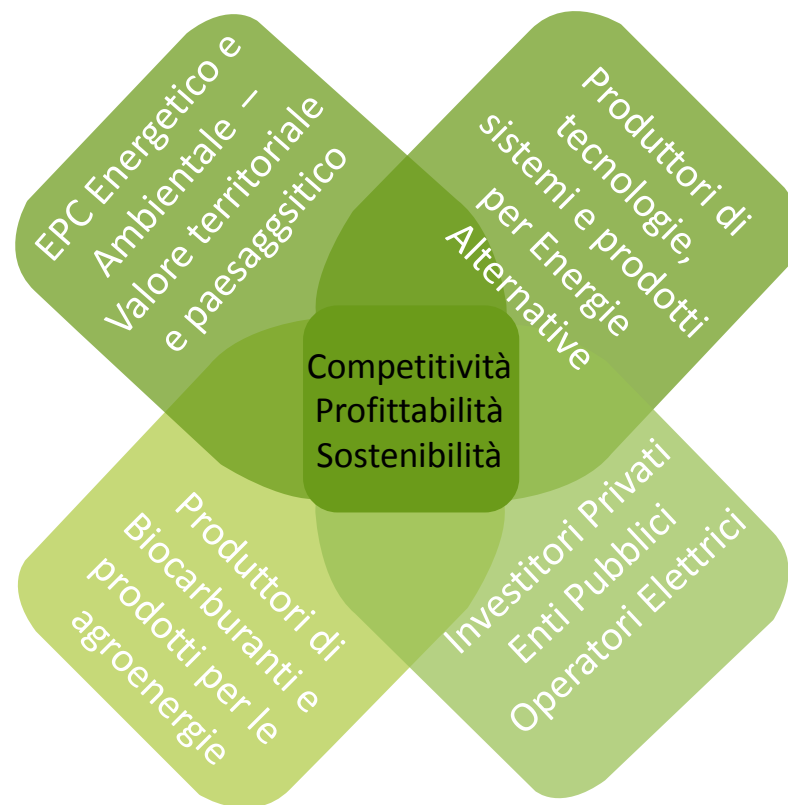 EPC Energetico e
Ambientale –
Valore territoriale
e paesaggsitico
Produttori di
tecnologie,
sistemi e prodotti
per Energie
Alternative
Competitività
Profittabilità
Sostenibilità
Produttori di
Biocarburanti e
prodotti per le
agroenergie
Investitori Privati
Enti Pubblici
Operatori Elettrici